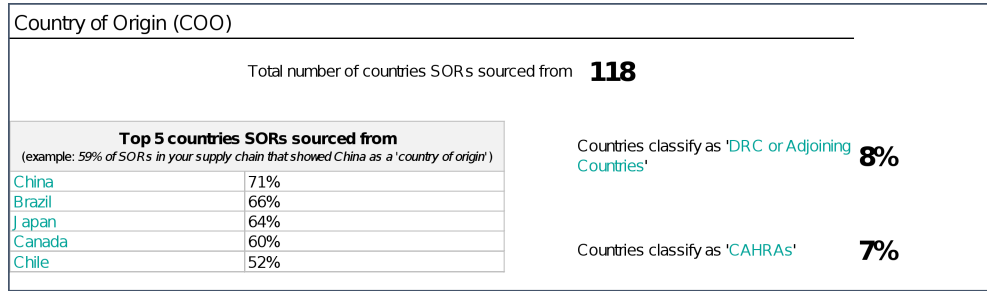 Country of Origin (COO)
Total number of countries SORs sourced from 118
Top 5 countries SORs sourced from
(example: 59% of SORs in your supply chain that showed China as a 'country of origin')
China 71%
Brazil 66%
Japan 64%
Canada 60%
Chile 52%
Countries classify as 'DRC or Adjoining
Countries'
8%
Countries classify as 'CAHRAs' 7%